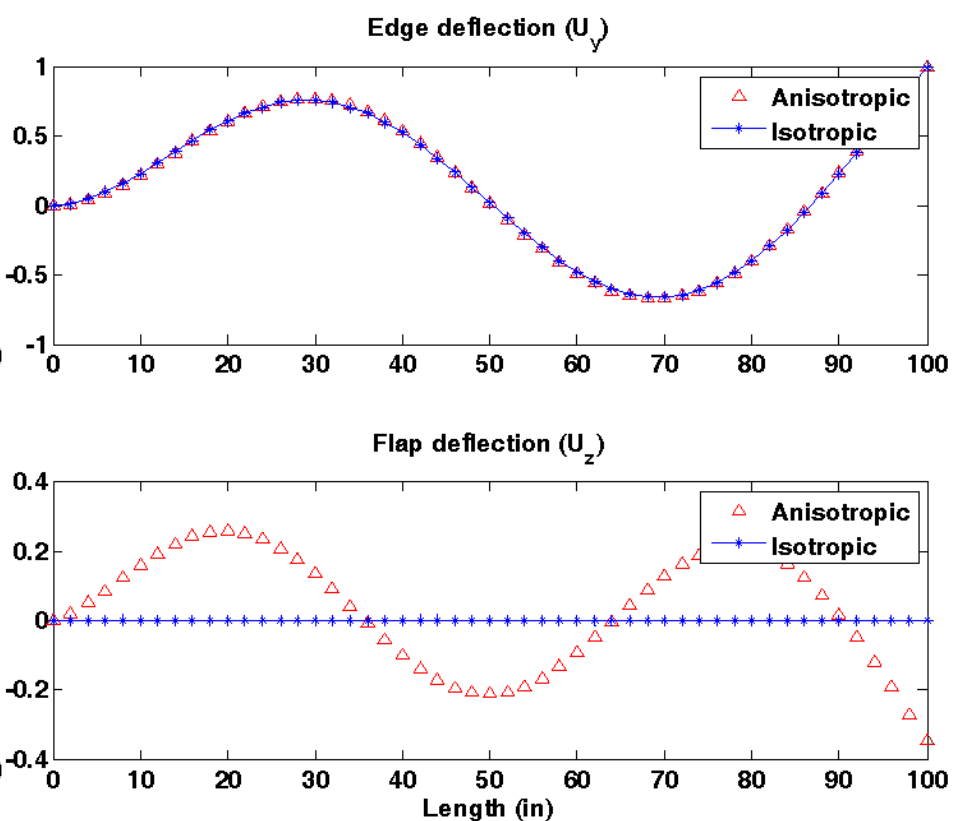 Edge deflection (U_y)
1
0.5
0
-0.5
-1
Anisotropic
Isotropic
0 10 20 30 40 50 60 70 80 90 100
Flap deflection (U_z)
0.4
0.2
0
-0.2
-0.4
Anisotropic
Isotropic
0 10 20 30 40 50 60 70 80 90 100
Length (in)